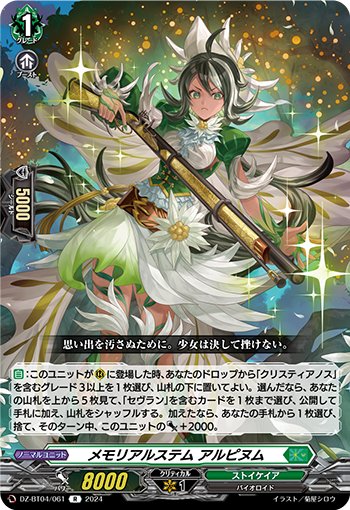 1
グレード
ブースト
5000
シールド
思い出を汚さぬために。少女は決して挫けない。
自:このユニットがRに登場した時、あなたのドロップから「クリスティアノス」
を含むグレード3以上を1枚選び、山札の下に置いてよい。選んだなら、あなた
の山札を上から5枚見て、「セヴラン」を含むカードを1枚まで選び、公開して
手札に加え、山札をシャッフルする。加えたなら、あなたの手札から1枚選び、
捨て、そのターン中、このユニットの+2000。
ノーマルユニット
メモリアルステム アルピヌム
パワー
8000
クリティカル
1
ストイケイア
バイオロイド
DZ-BT04/061 R 2024
イラスト/菊屋シロウ